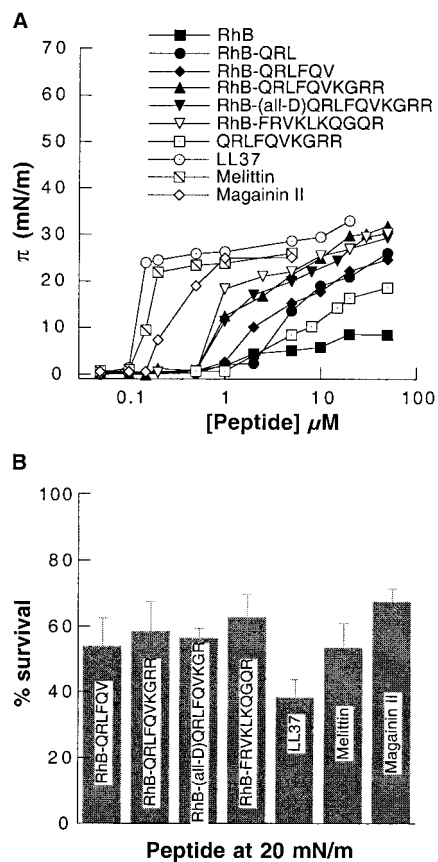 A
RhB
RhB-QRL
RhB-QRLFQV
RhB-QRLFQVKGRR
RhB-(all-D)QRLFQVKGRR
RhB-FRVKLKQGQR
QRLFQVKGRR
LL37
Melittin
Magainin II
π (mN/m)
70
60
50
40
30
20
10
0
0.1
1
10
100
[Peptide] µM
B
% survival
100
80
60
40
20
0
RhB-QRLFQV
RhB-QRLFQVKGRR
RhB-(all-D)QRLFQVKGR
RhB-FRVKLKQGQR
LL37
Melittin
Magainin II
Peptide at 20 mN/m